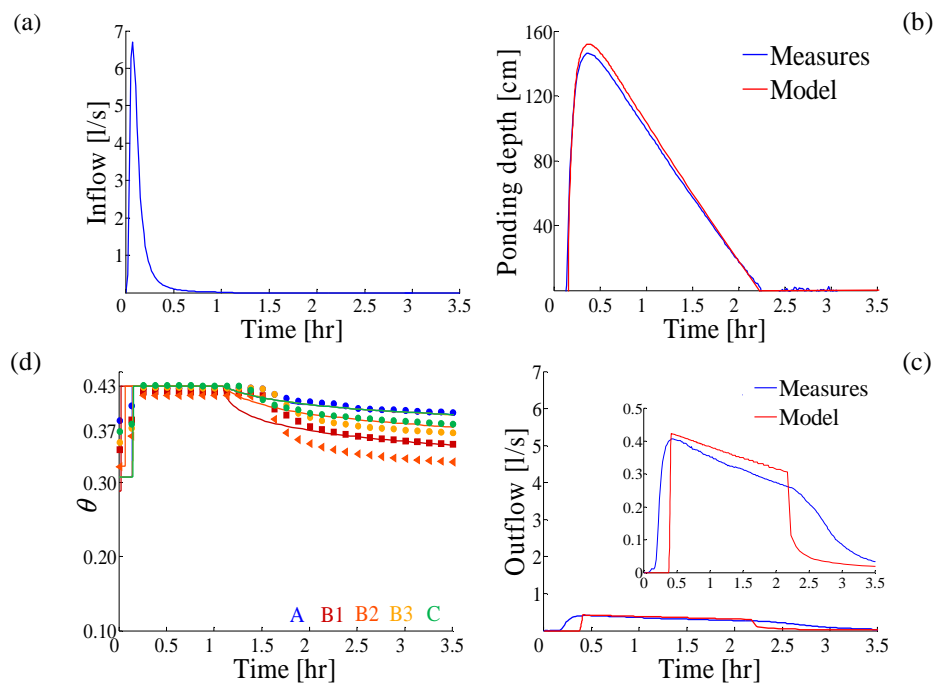 (a)
7
6
5
4
3
2
1
0 0.5 1 1.5 2 2.5 3 3.5
Inflow [l/s]
Time [hr]
(b)
160
120
80
40
0 0.5 1 1.5 2 2.5 3 3.5
Ponding depth [cm]
Time [hr]
Measures
Model
(d)
0.43
0.37
0.30
0.20
0.10
θ
A B1 B2 B3 C
0 0.5 1 1.5 2 2.5 3 3.5
Time [hr]
(c)
7
6
5
4
3
2
1
0 0.5 1 1.5 2 2.5 3 3.5
Outflow [l/s]
Time [hr]
Measures
Model
0.5
0.4
0.3
0.2
0.1
0
0 0.5 1 1.5 2 2.5 3 3.5